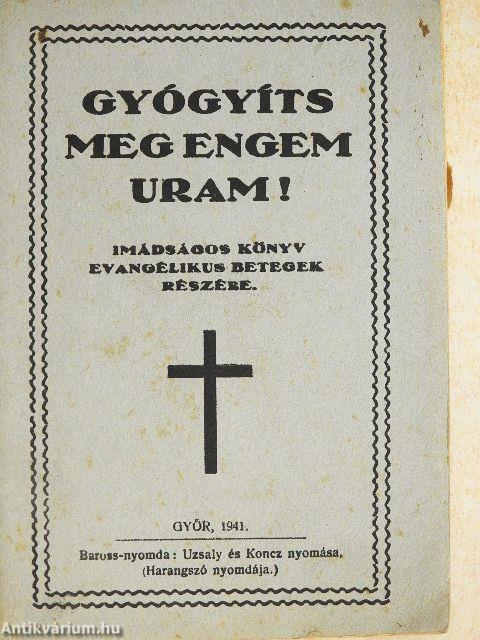 GYÓGYÍTS
MEG ENGEM
URAM!
IMÁDSÁGOS KÖNYV
EVANGÉLIKUS BETEGEK
RÉSZÉRE.
GYŐR, 1941.
Baross-nyomda: Uzsaly és Koncz nyomása.
(Harangszó nyomdája.)
Antikvárium.hu